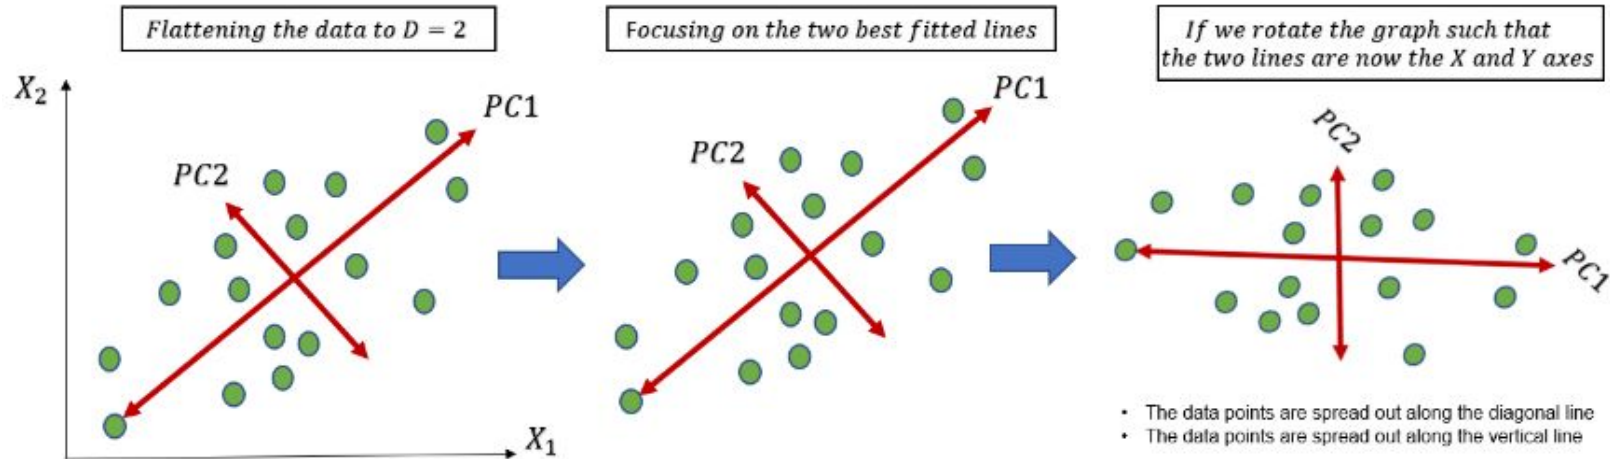 Flattening the data to D = 2
Focusing on the two best fitted lines
If we rotate the graph such that
the two lines are now the X and Y axes
X₂
PC1
PC2
X₁
PC1
PC2
PC2
PC1
• The data points are spread out along the diagonal line
• The data points are spread out along the vertical line